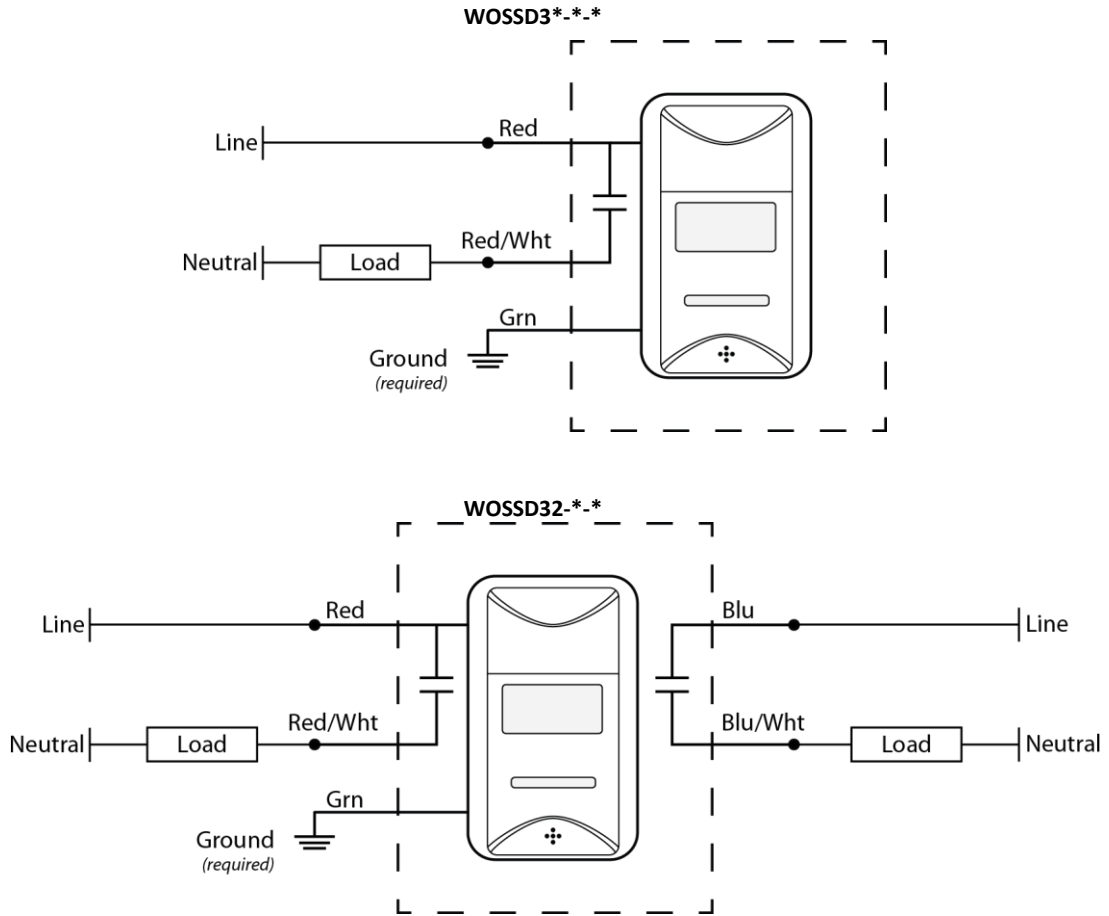 WOSSD3*-*-*
Red
Line
Red/Wht
Neutral
Load
Grn
Ground
(required)
WOSSD32-*-*
Red
Blu
Line
Line
Red/Wht
Blu/Wht
Neutral
Load
Load
Neutral
Grn
Ground
(required)